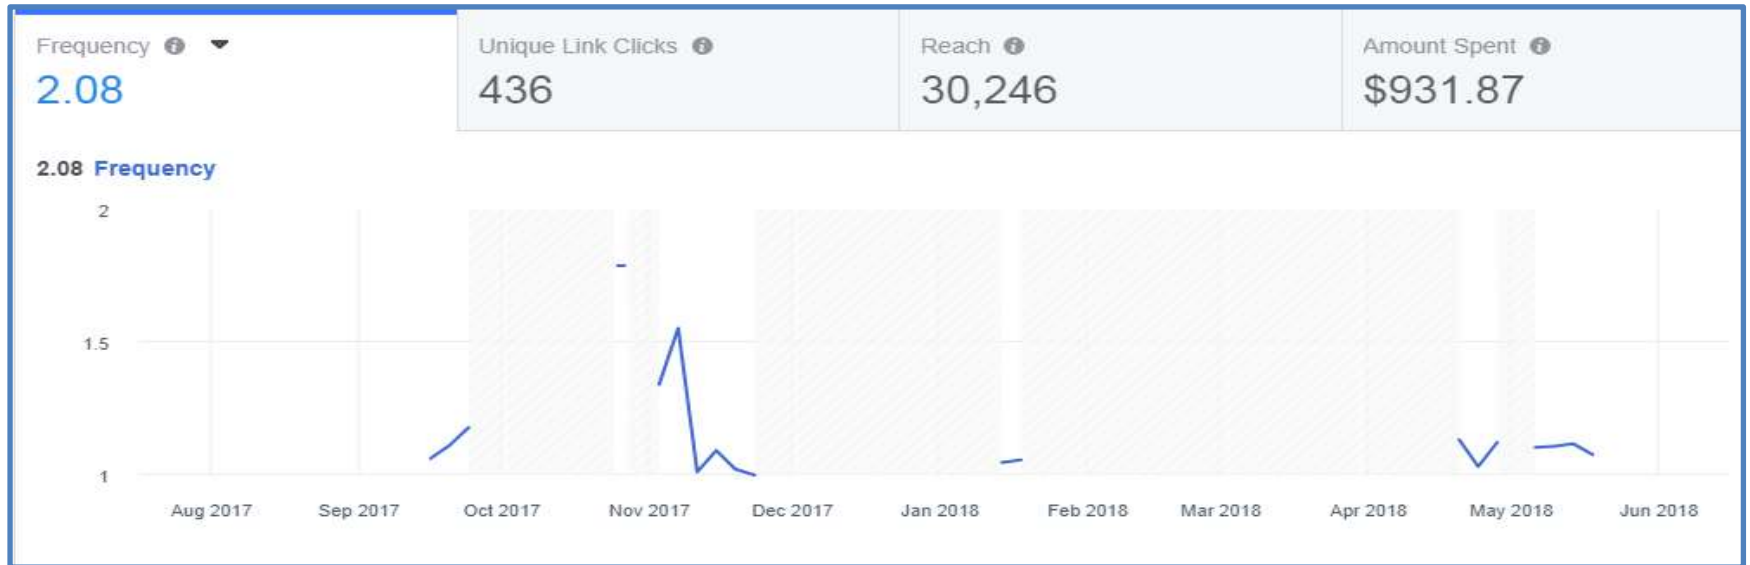 Frequency
2.08
Unique Link Clicks
436
Reach
30,246
Amount Spent
$931.87
2.08 Frequency
2
1.5
1
Aug 2017 Sep 2017 Oct 2017 Nov 2017 Dec 2017 Jan 2018 Feb 2018 Mar 2018 Apr 2018 May 2018 Jun 2018